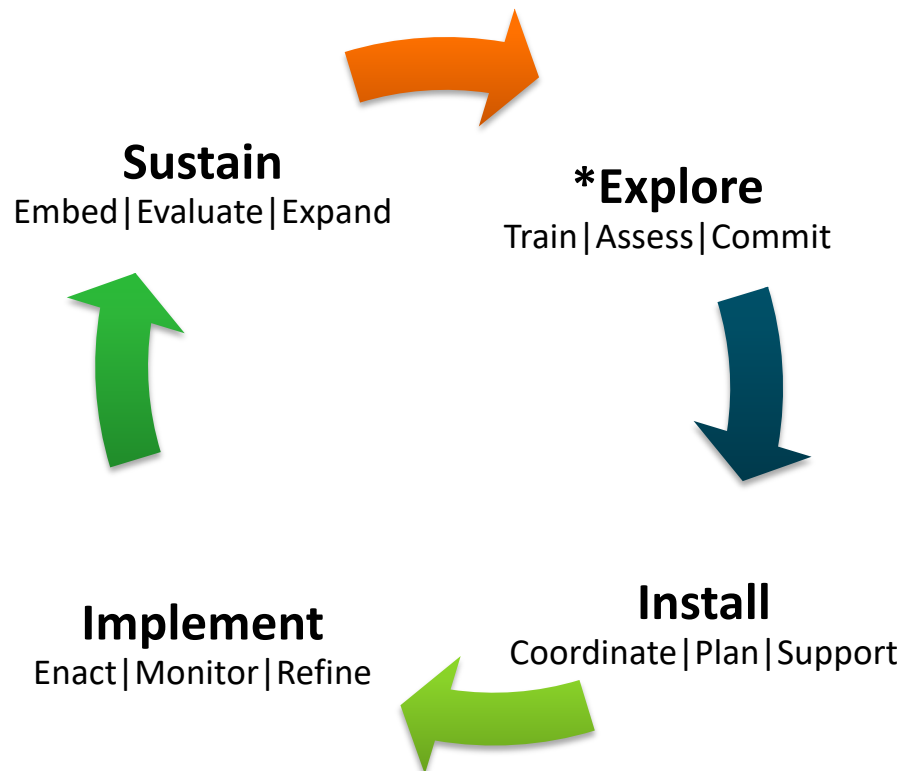 Sustain
Embed|Evaluate|Expand
*Explore
Train|Assess|Commit
Install
Coordinate|Plan|Support
Implement
Enact|Monitor|Refine